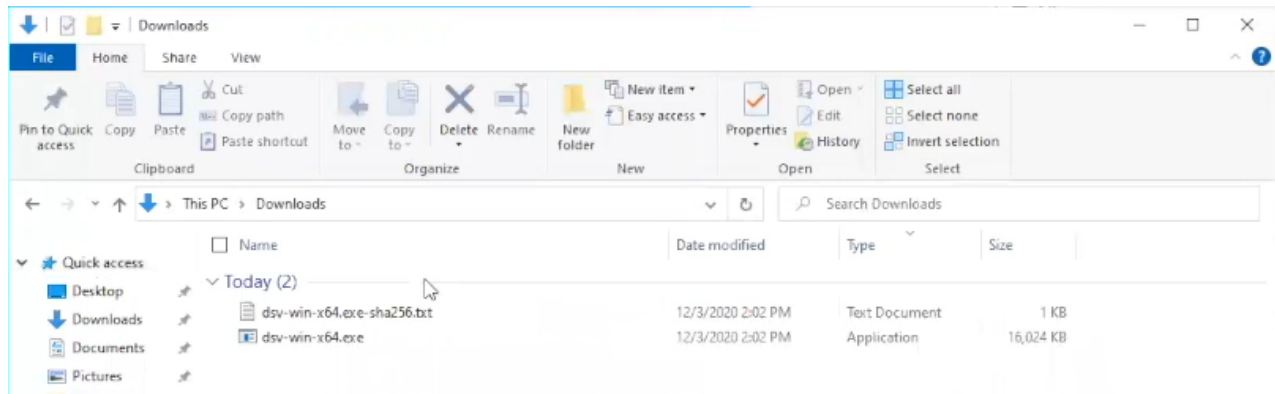 Downloads
File Home Share View
Pin to Quick access
Copy
Paste
Cut
Copy path
Paste shortcut
Clipboard
Move to
Copy to
Delete
Rename
Organize
New folder
New item
Easy access
New
Properties
Open
Edit
History
Open
Select all
Select none
Invert selection
Select
This PC > Downloads
Search Downloads
Name Date modified Type Size
Quick access
Desktop
Downloads
Documents
Pictures
Today (2)
dsv-win-x64.exe-sha256.txt 12/3/2020 2:02 PM Text Document 1 KB
dsv-win-x64.exe 12/3/2020 2:02 PM Application 16,024 KB